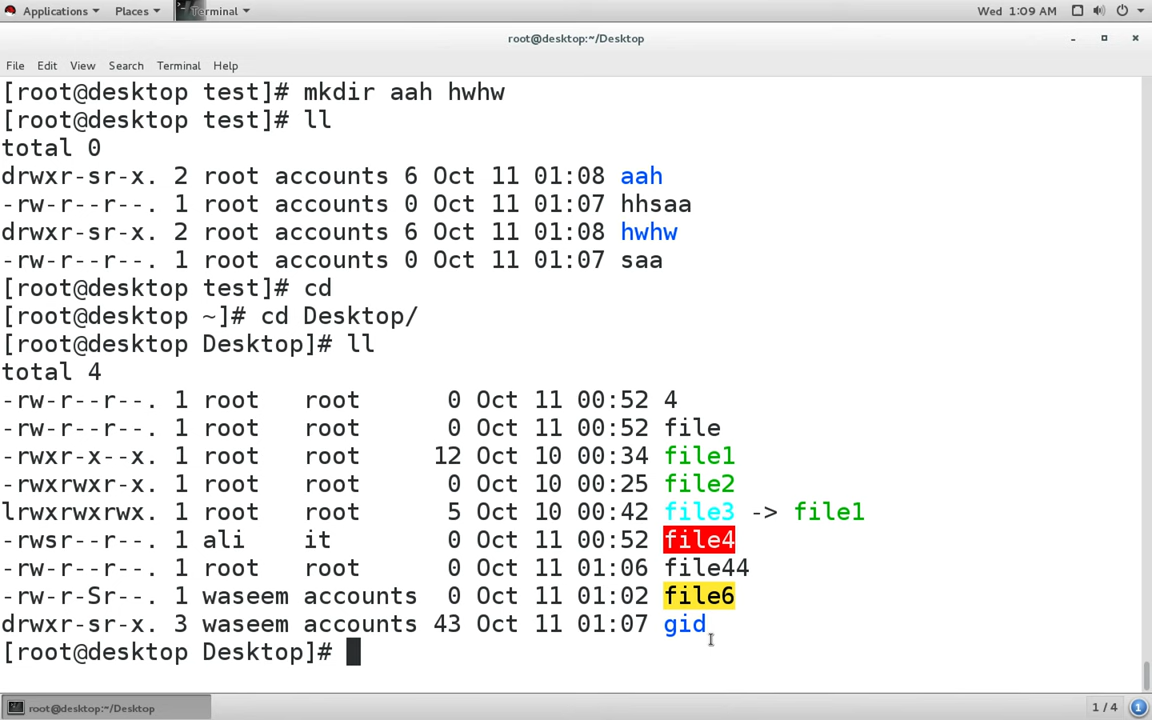 Applications Places Terminal Wed 1:09 AM
root@desktop:~/Desktop
File Edit View Search Terminal Help
[root@desktop test]# mkdir aah hwhw
[root@desktop test]# ll
total 0
drwxr-sr-x. 2 root accounts 6 Oct 11 01:08 aah
-rw-r--r--. 1 root accounts 0 Oct 11 01:07 hhsaa
drwxr-sr-x. 2 root accounts 6 Oct 11 01:08 hwhw
-rw-r--r--. 1 root accounts 0 Oct 11 01:07 saa
[root@desktop test]# cd
[root@desktop ~]# cd Desktop/
[root@desktop Desktop]# ll
total 4
-rw-r--r--. 1 root root 0 Oct 11 00:52 4
-rw-r--r--. 1 root root 0 Oct 11 00:52 file
-rwxr-x--x. 1 root root 12 Oct 10 00:34 file1
-rwxrwxr-x. 1 root root 0 Oct 10 00:25 file2
lrwxrwxrwx. 1 root root 5 Oct 10 00:42 file3 -> file1
-rwsr--r--. 1 ali it 0 Oct 11 00:52 file4
-rw-r--r--. 1 root root 0 Oct 11 01:06 file44
-rw-r-Sr--. 1 waseem accounts 0 Oct 11 01:02 file6
drwxr-sr-x. 3 waseem accounts 43 Oct 11 01:07 gid
[root@desktop Desktop]#
root@desktop:~/Desktop 1 / 4 1